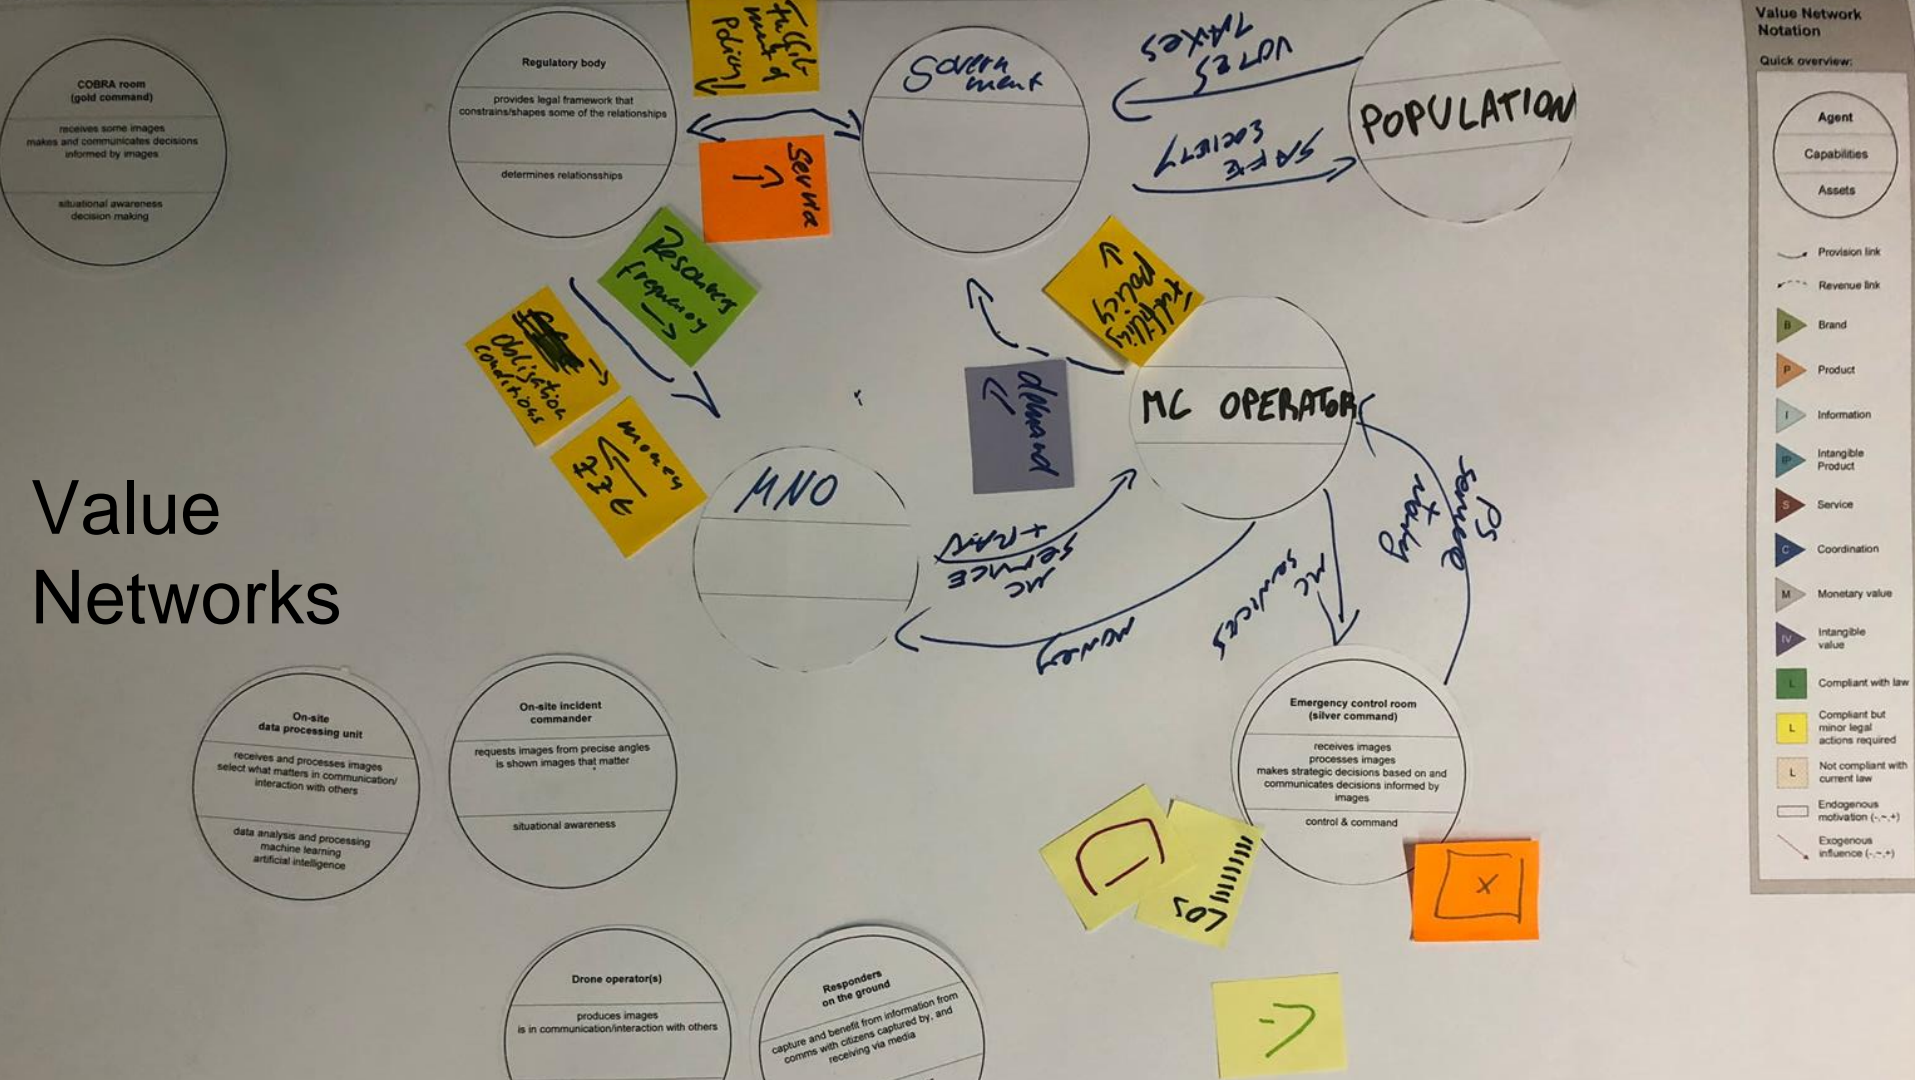 Value
Networks
COBRA room
(gold command)
receives some images
makes and communicates decisions
informed by images
situational awareness
decision making
Regulatory body
provides legal framework that
constrains/shapes some of the relationships
determines relationsships
Policy
Govern
ment
VOTES
TAXES
SAFE
SOCIETY
POPULATION
Resources
frequency
obligation
conditions
money
MNO
policy
demand
MC OPERATOR
MC
SERVICE
+ RAN
money
MC
services
PS
service
On-site
data processing unit
receives and processes images
select what matters in communication/
interaction with others
data analysis and processing
machine learning
artificial intelligence
On-site incident
commander
requests images from precise angles
is shown images that matter
situational awareness
Emergency control room
(silver command)
receives images
processes images
makes strategic decisions based on and
communicates decisions informed by
images
control & command
X
Drone operator(s)
produces images
is in communication/interaction with others
Responders
on the ground
capture and benefit from information from
comms with citizens captured by, and
receiving via media
Value Network
Notation
Quick overview:
Agent
Capabilities
Assets
Provision link
Revenue link
B Brand
P Product
I Information
IP Intangible
Product
S Service
C Coordination
M Monetary value
IV Intangible
value
L Compliant with law
L Compliant but
minor legal
actions required
L Not compliant with
current law
Endogenous
motivation (-,~,+)
Exogenous
influence (-,~,+)